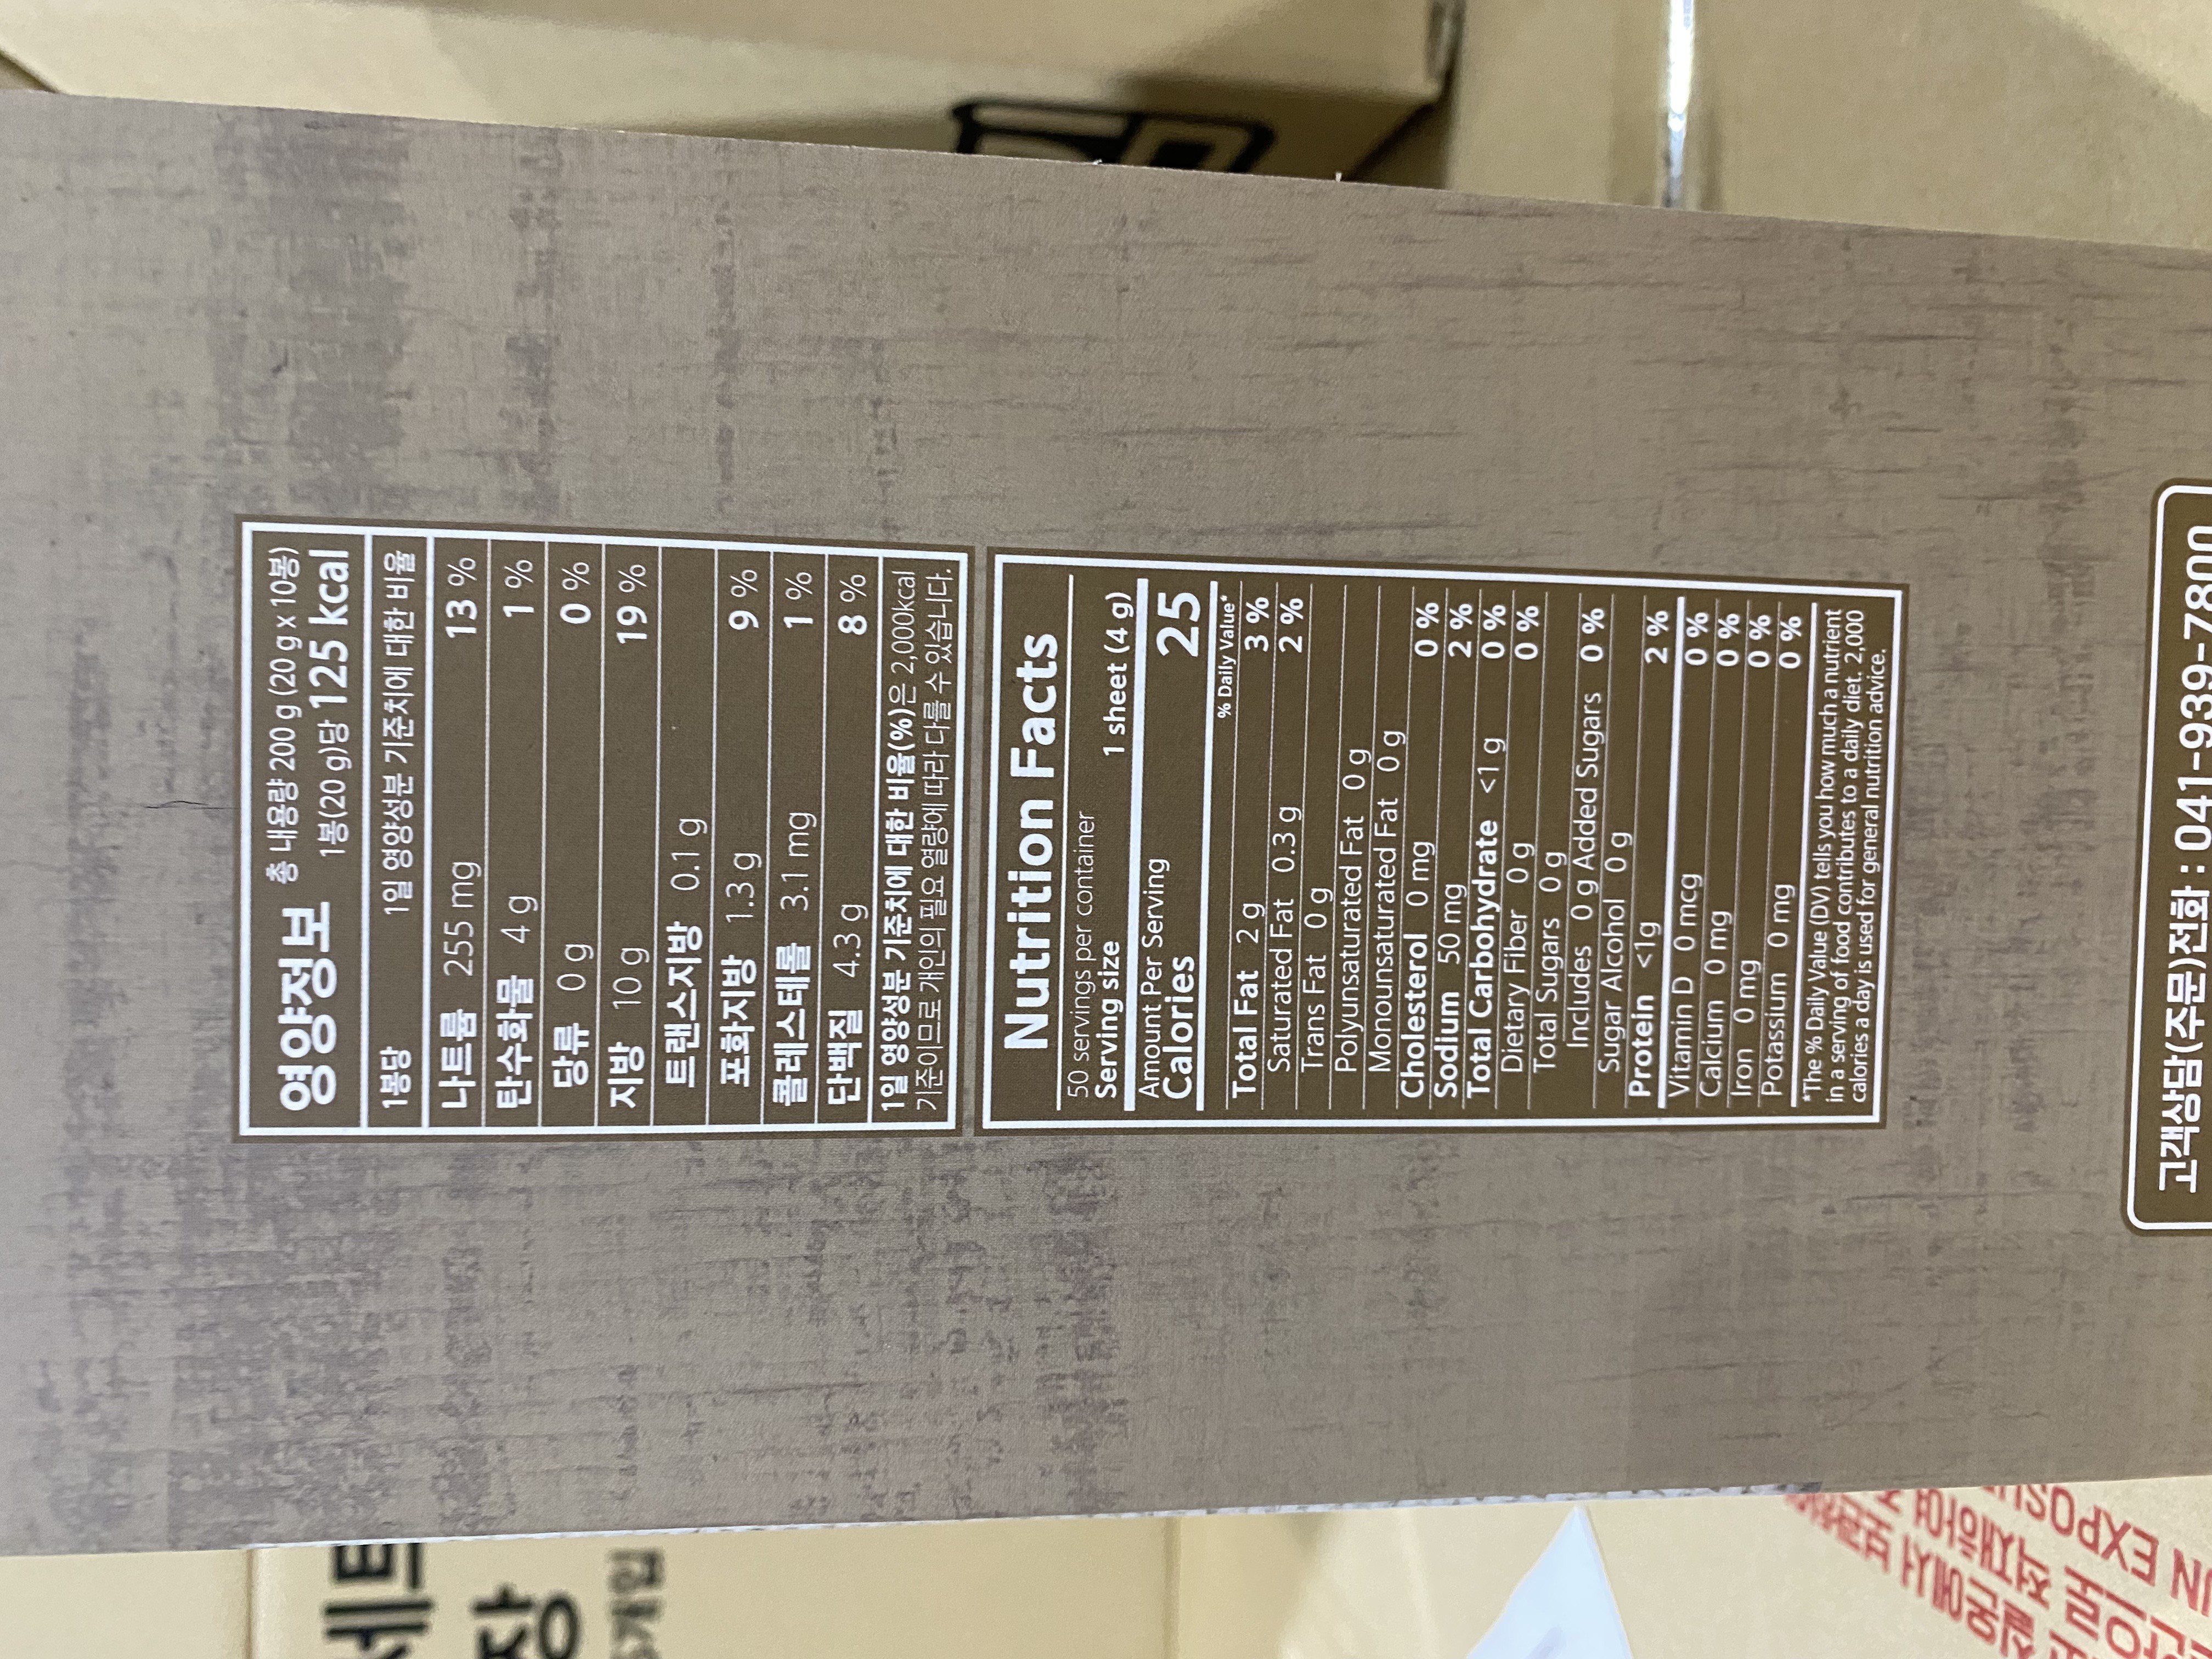 영양정보 총 내용량 200 g (20 g x 10봉)
1봉(20 g)당 125 kcal
1봉당 1일 영양성분 기준치에 대한 비율
나트륨 255 mg 13 %
탄수화물 4 g 1 %
당류 0 g 0 %
지방 10 g 19 %
트랜스지방 0.1 g
포화지방 1.3 g 9 %
콜레스테롤 3.1 mg 1 %
단백질 4.3 g 8 %
1일 영양성분 기준치에 대한 비율(%)은 2,000kcal
기준이므로 개인의 필요 열량에 따라 다를 수 있습니다.
Nutrition Facts
50 servings per container
Serving size 1 sheet (4 g)
Amount Per Serving
Calories 25
% Daily Value*
Total Fat 2 g 3 %
Saturated Fat 0.3 g 2 %
Trans Fat 0 g
Polyunsaturated Fat 0 g
Monounsaturated Fat 0 g
Cholesterol 0 mg 0 %
Sodium 50 mg 2 %
Total Carbohydrate <1 g 0 %
Dietary Fiber 0 g 0 %
Total Sugars 0 g
Includes 0 g Added Sugars 0 %
Sugar Alcohol 0 g
Protein <1g 2 %
Vitamin D 0 mcg 0 %
Calcium 0 mg 0 %
Iron 0 mg 0 %
Potassium 0 mg 0 %
*The % Daily Value (DV) tells you how much a nutrient
in a serving of food contributes to a daily diet. 2,000
calories a day is used for general nutrition advice.
고객상담(주문)전화 : 041-939-7800
세트